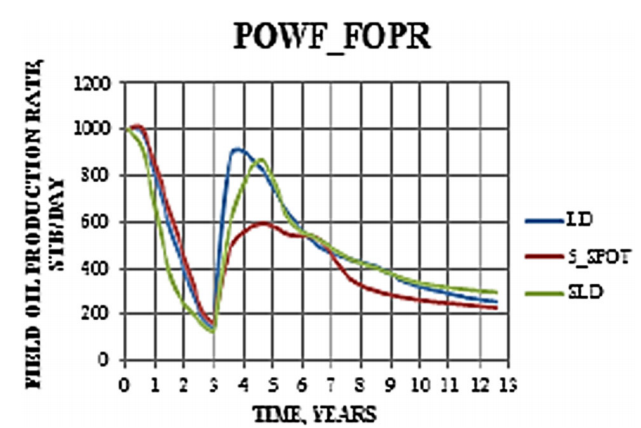 POWF_FOPR
FIELD OIL PRODUCTION RATE,
STB/DAY
1200
1000
800
600
400
200
0
0 1 2 3 4 5 6 7 8 9 10 11 12 13
TIME, YEARS
LD
5_SPOT
SLD